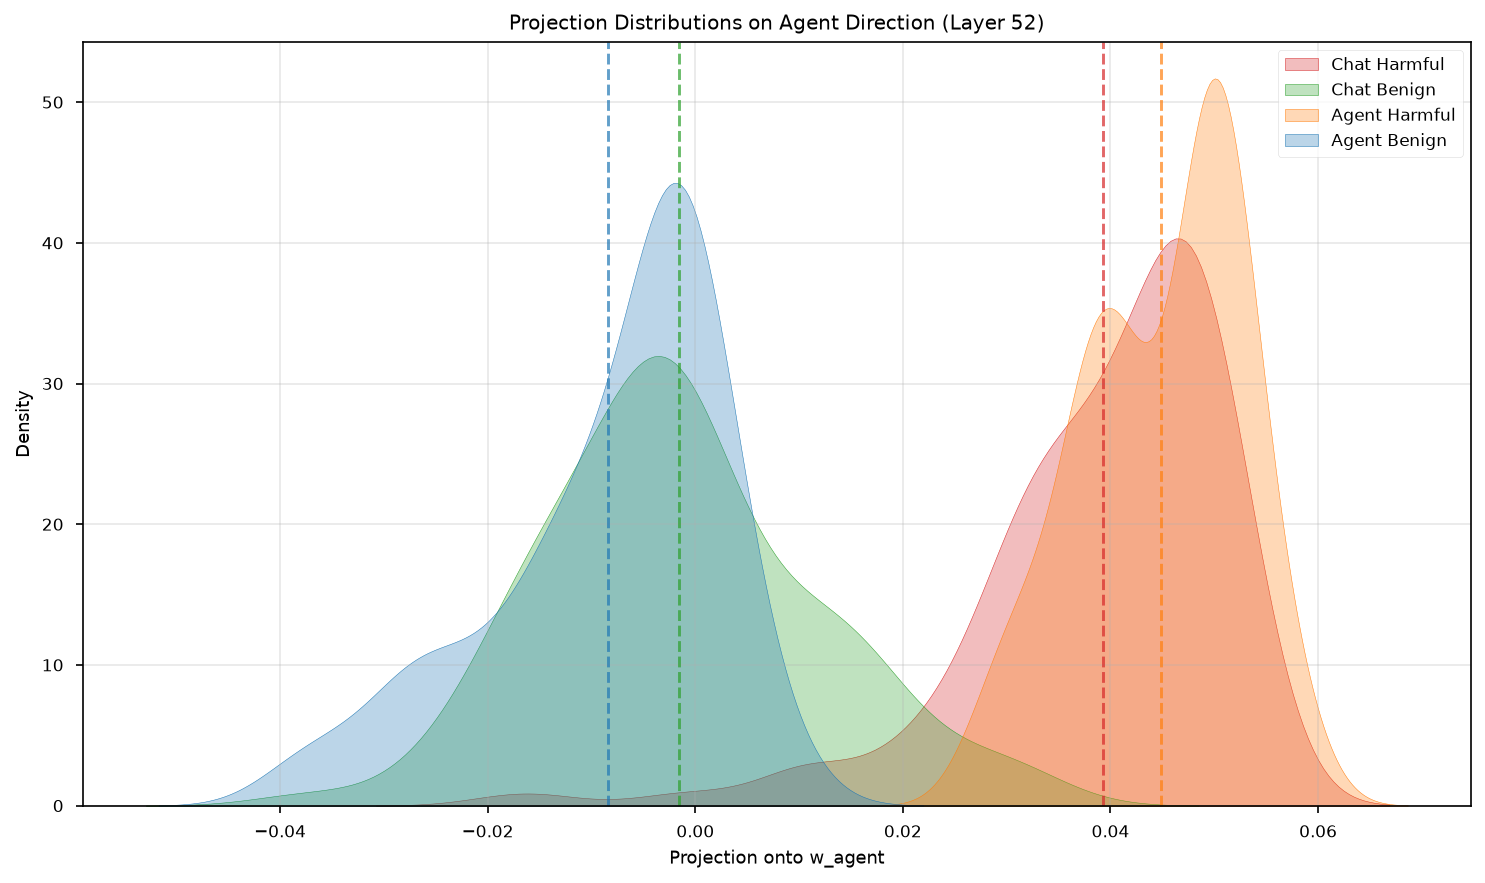 Projection Distributions on Agent Direction (Layer 52)
Chat Harmful
Chat Benign
Agent Harmful
Agent Benign
50
40
30
20
10
0
Density
−0.04
−0.02
0.00
0.02
0.04
0.06
Projection onto w_agent